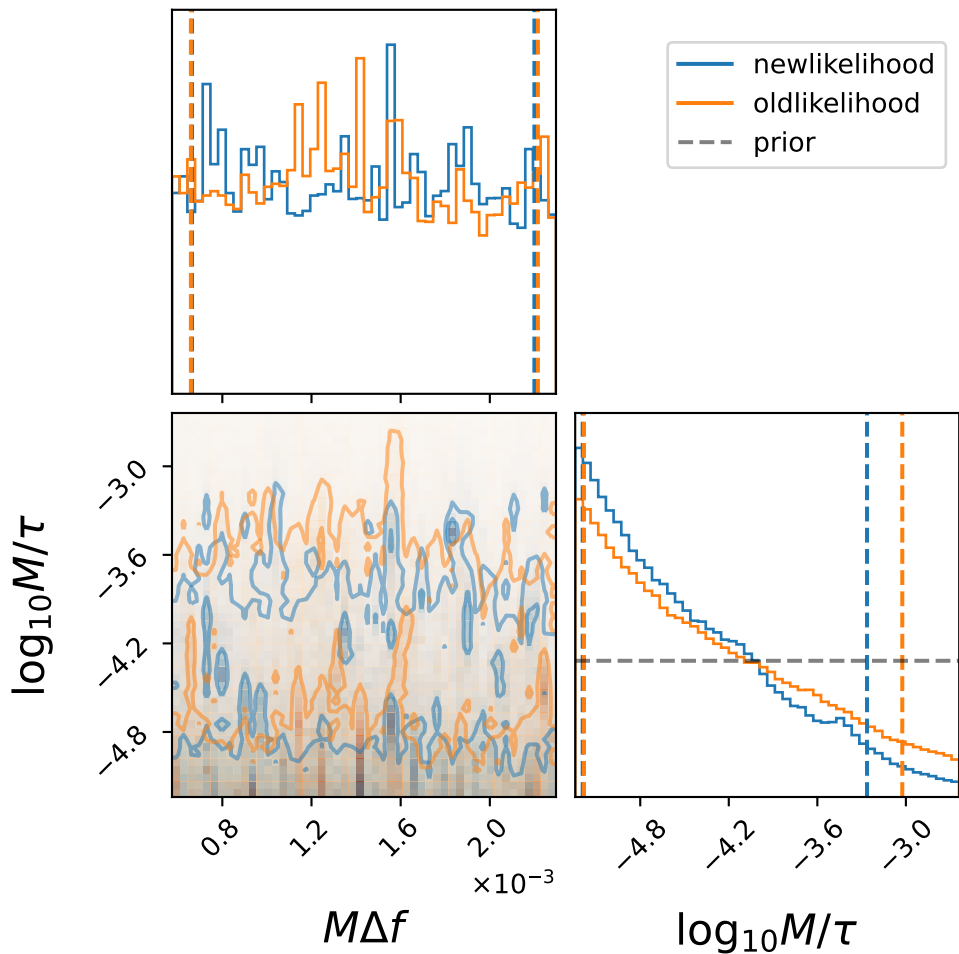 newlikelihood
oldlikelihood
prior
log₁₀M/τ
−3.0
−3.6
−4.2
−4.8
0.8 1.2 1.6 2.0
×10⁻³
MΔf
−4.8 −4.2 −3.6 −3.0
log₁₀M/τ